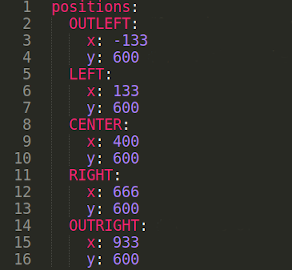 1 positions:
2   OUTLEFT:
3     x: -133
4     y: 600
5   LEFT:
6     x: 133
7     y: 600
8   CENTER:
9     x: 400
10     y: 600
11   RIGHT:
12     x: 666
13     y: 600
14   OUTRIGHT:
15     x: 933
16     y: 600